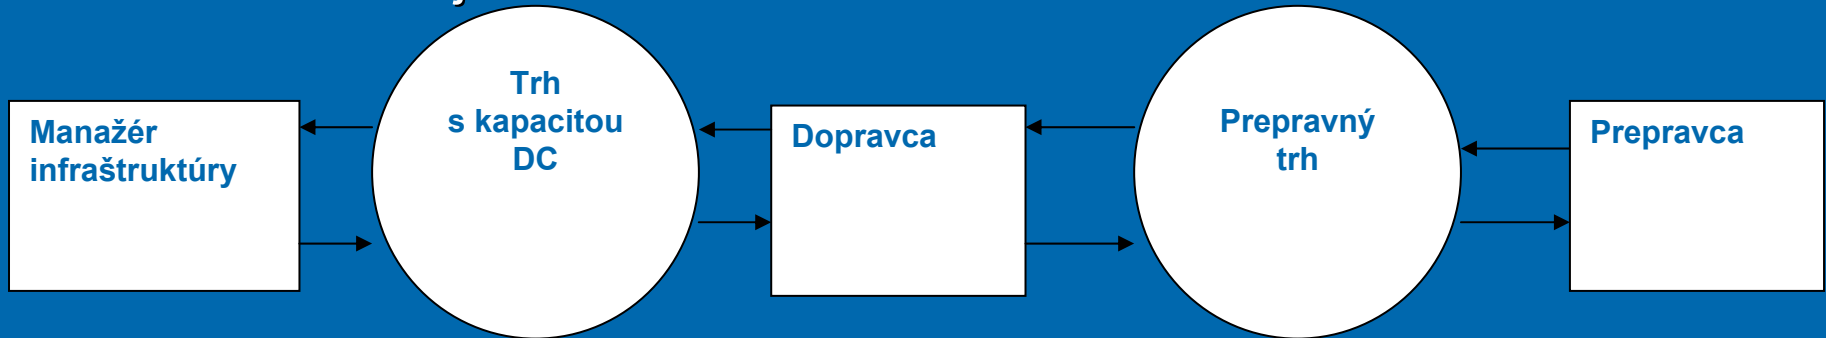 Manažér
infraštruktúry
Trh
s kapacitou
DC
Dopravca
Prepravný
trh
Prepravca